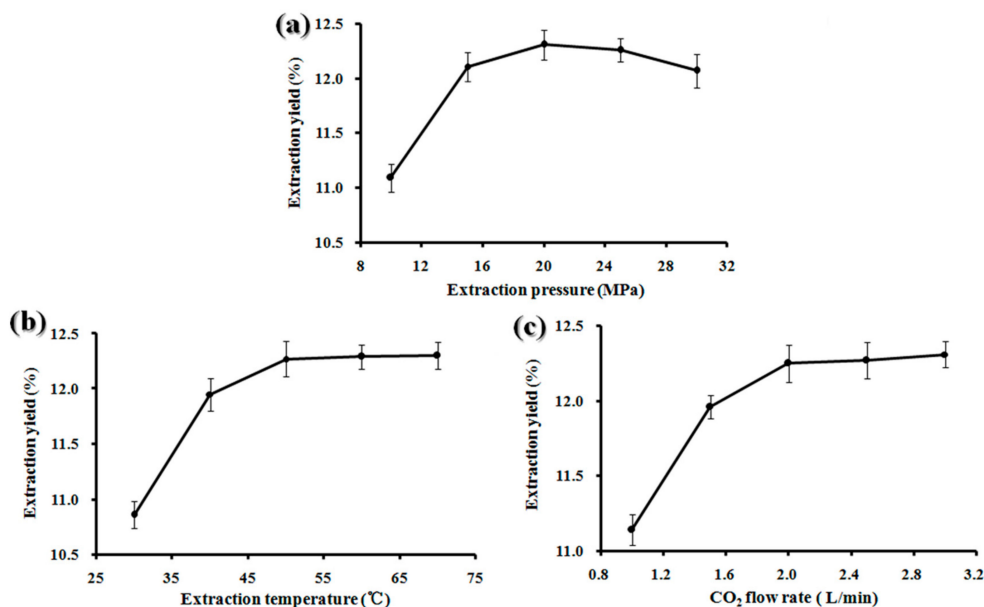 (a)
Extraction yield (%)
12.5
12.0
11.5
11.0
10.5
8 12 16 20 24 28 32
Extraction pressure (MPa)
(b)
Extraction yield (%)
12.5
12.0
11.5
11.0
10.5
25 35 45 55 65 75
Extraction temperature (℃)
(c)
Extraction yield (%)
12.5
12.0
11.5
11.0
0.8 1.2 1.6 2.0 2.4 2.8 3.2
CO₂ flow rate ( L/min)